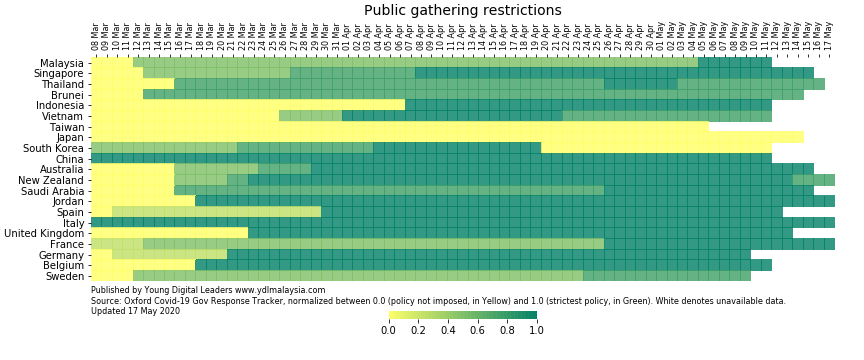 Public gathering restrictions
08 Mar
09 Mar
10 Mar
11 Mar
12 Mar
13 Mar
14 Mar
15 Mar
16 Mar
17 Mar
18 Mar
19 Mar
20 Mar
21 Mar
22 Mar
23 Mar
24 Mar
25 Mar
26 Mar
27 Mar
28 Mar
29 Mar
30 Mar
31 Mar
01 Apr
02 Apr
03 Apr
04 Apr
05 Apr
06 Apr
07 Apr
08 Apr
09 Apr
10 Apr
11 Apr
12 Apr
13 Apr
14 Apr
15 Apr
16 Apr
17 Apr
18 Apr
19 Apr
20 Apr
21 Apr
22 Apr
23 Apr
24 Apr
25 Apr
26 Apr
27 Apr
28 Apr
29 Apr
30 Apr
01 May
02 May
03 May
04 May
05 May
06 May
07 May
08 May
09 May
10 May
11 May
12 May
13 May
14 May
15 May
16 May
17 May
Malaysia
Singapore
Thailand
Brunei
Indonesia
Vietnam
Taiwan
Japan
South Korea
China
Australia
New Zealand
Saudi Arabia
Jordan
Spain
Italy
United Kingdom
France
Germany
Belgium
Sweden
Published by Young Digital Leaders www.ydlmalaysia.com
Source: Oxford Covid-19 Gov Response Tracker, normalized between 0.0 (policy not imposed, in Yellow) and 1.0 (strictest policy, in Green). White denotes unavailable data.
Updated 17 May 2020
0.0 0.2 0.4 0.6 0.8 1.0